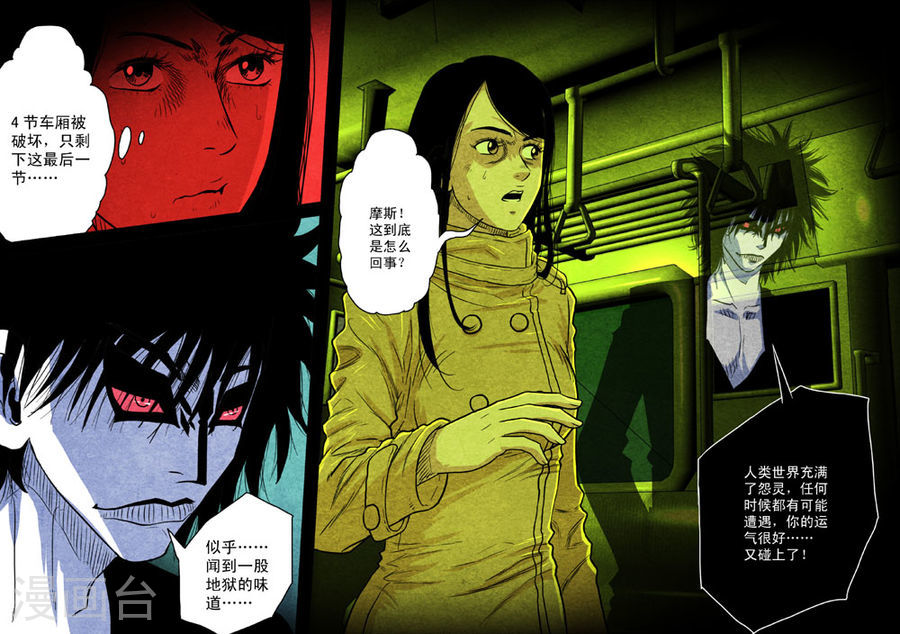 4 节车厢被
破坏，只剩
下这最后一
节……
摩斯！
这到底
是怎么
回事？
人类世界充满
了怨灵，任何
时候都有可能
遭遇，你的运
气很好……
又碰上了！
似乎……
闻到一股
地狱的味
道……
漫画台